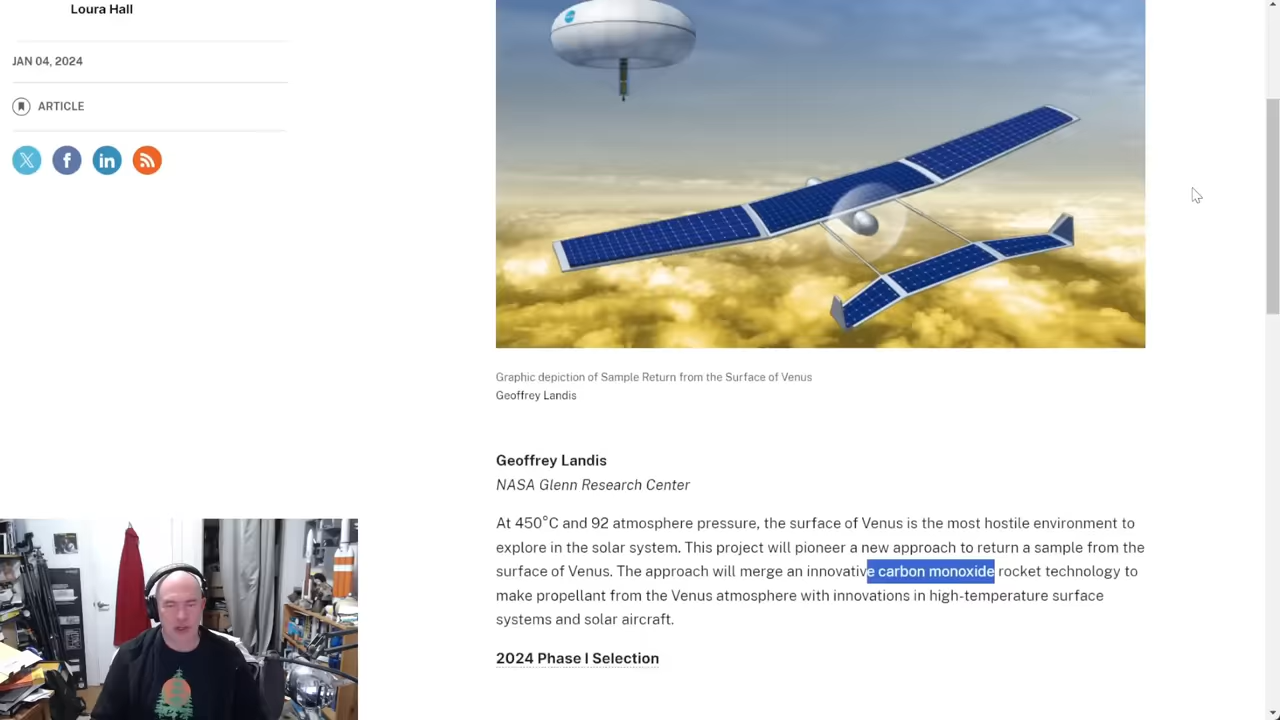 Loura Hall
JAN 04, 2024
ARTICLE
X
f
in
Graphic depiction of Sample Return from the Surface of Venus
Geoffrey Landis
Geoffrey Landis
NASA Glenn Research Center
At 450°C and 92 atmosphere pressure, the surface of Venus is the most hostile environment to
explore in the solar system. This project will pioneer a new approach to return a sample from the
surface of Venus. The approach will merge an innovative carbon monoxide rocket technology to
make propellant from the Venus atmosphere with innovations in high-temperature surface
systems and solar aircraft.
2024 Phase I Selection